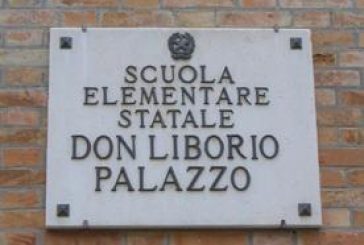 SCUOLA
ELEMENTARE
STATALE
DON LIBORIO
PALAZZO